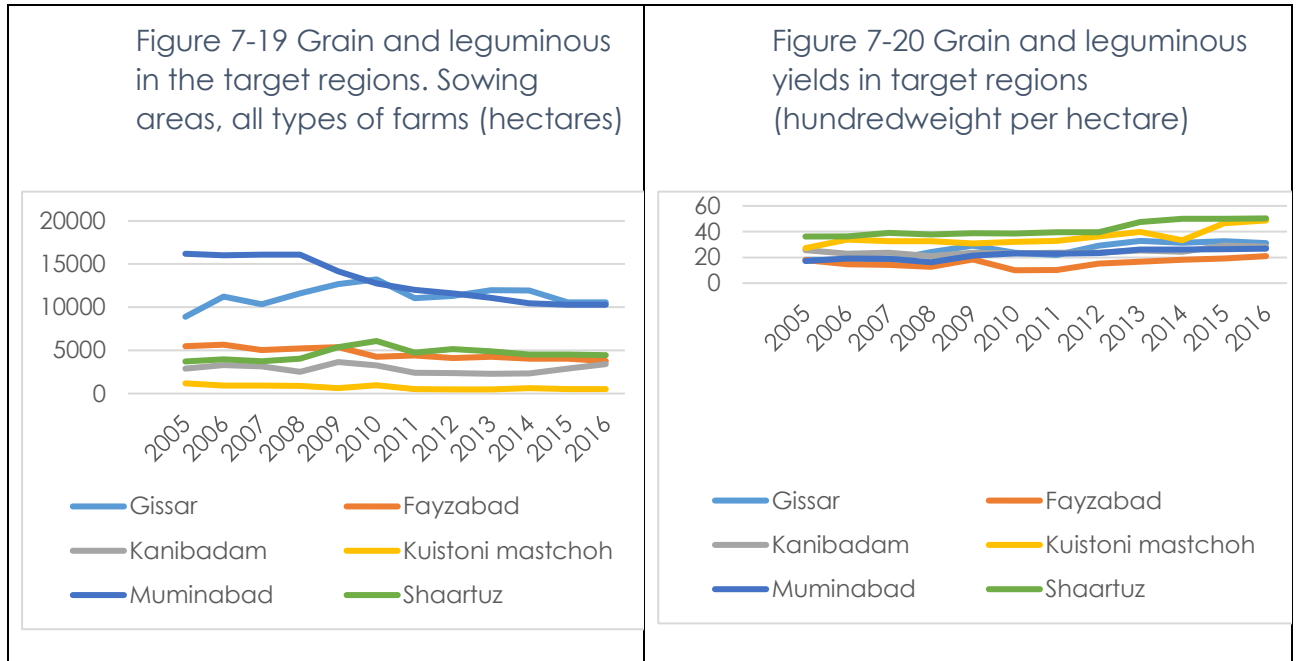 Figure 7-19 Grain and leguminous
in the target regions. Sowing
areas, all types of farms (hectares)
20000
15000
10000
5000
0
2005
2006
2007
2008
2009
2010
2011
2012
2013
2014
2015
2016
Gissar
Fayzabad
Kanibadam
Kuistoni mastchoh
Muminabad
Shaartuz
Figure 7-20 Grain and leguminous
yields in target regions
(hundredweight per hectare)
60
40
20
0
2005
2006
2007
2008
2009
2010
2011
2012
2013
2014
2015
2016
Gissar
Fayzabad
Kanibadam
Kuistoni mastchoh
Muminabad
Shaartuz